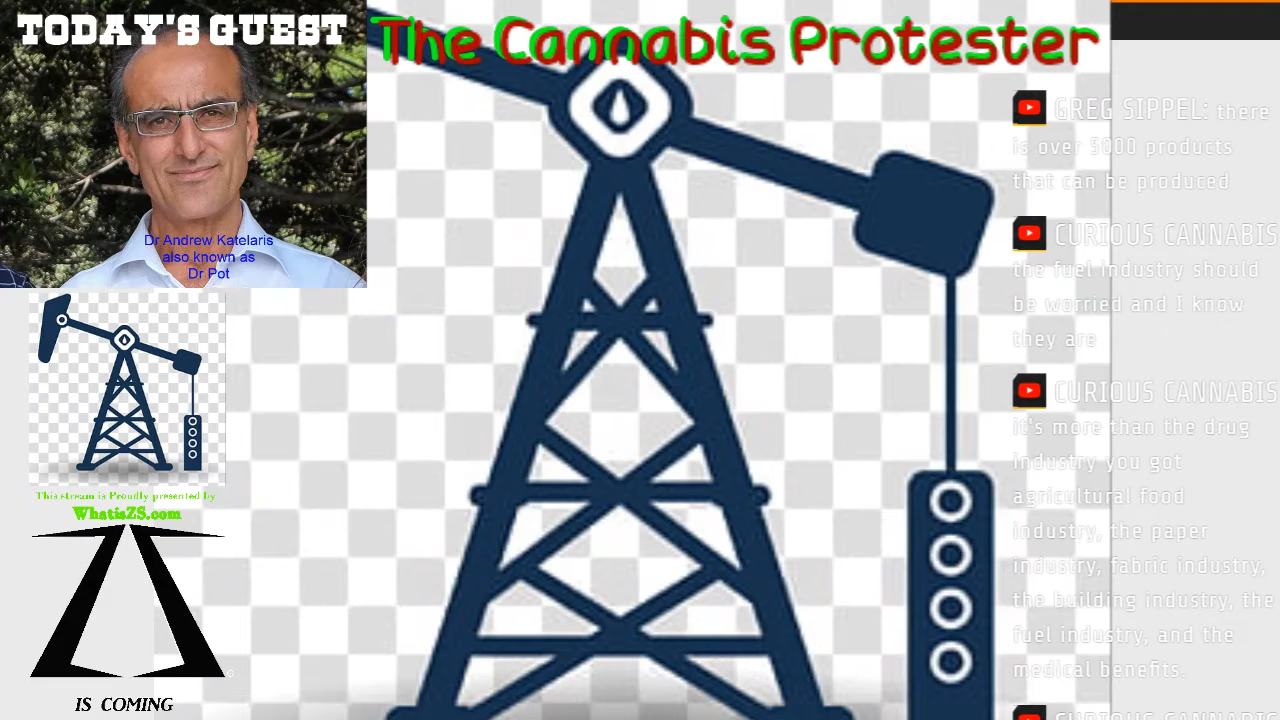 TODAY'S GUEST
The Cannabis Protester
Dr Andrew Katelaris
also known as
Dr Pot
This stream is Proudly presented by
WhatisZS.com
IS COMING
GREG SIPPEL: there
is over 5000 products
that can be produced
CURIOUS CANNABIS
the fuel industry should
be worried and I know
they are
CURIOUS CANNABIS
it's more than the drug
industry you got
agricultural food
industry, the paper
industry, fabric industry,
the building industry, the
fuel industry, and the
medical benefits.
CURIOUS CANNABIS